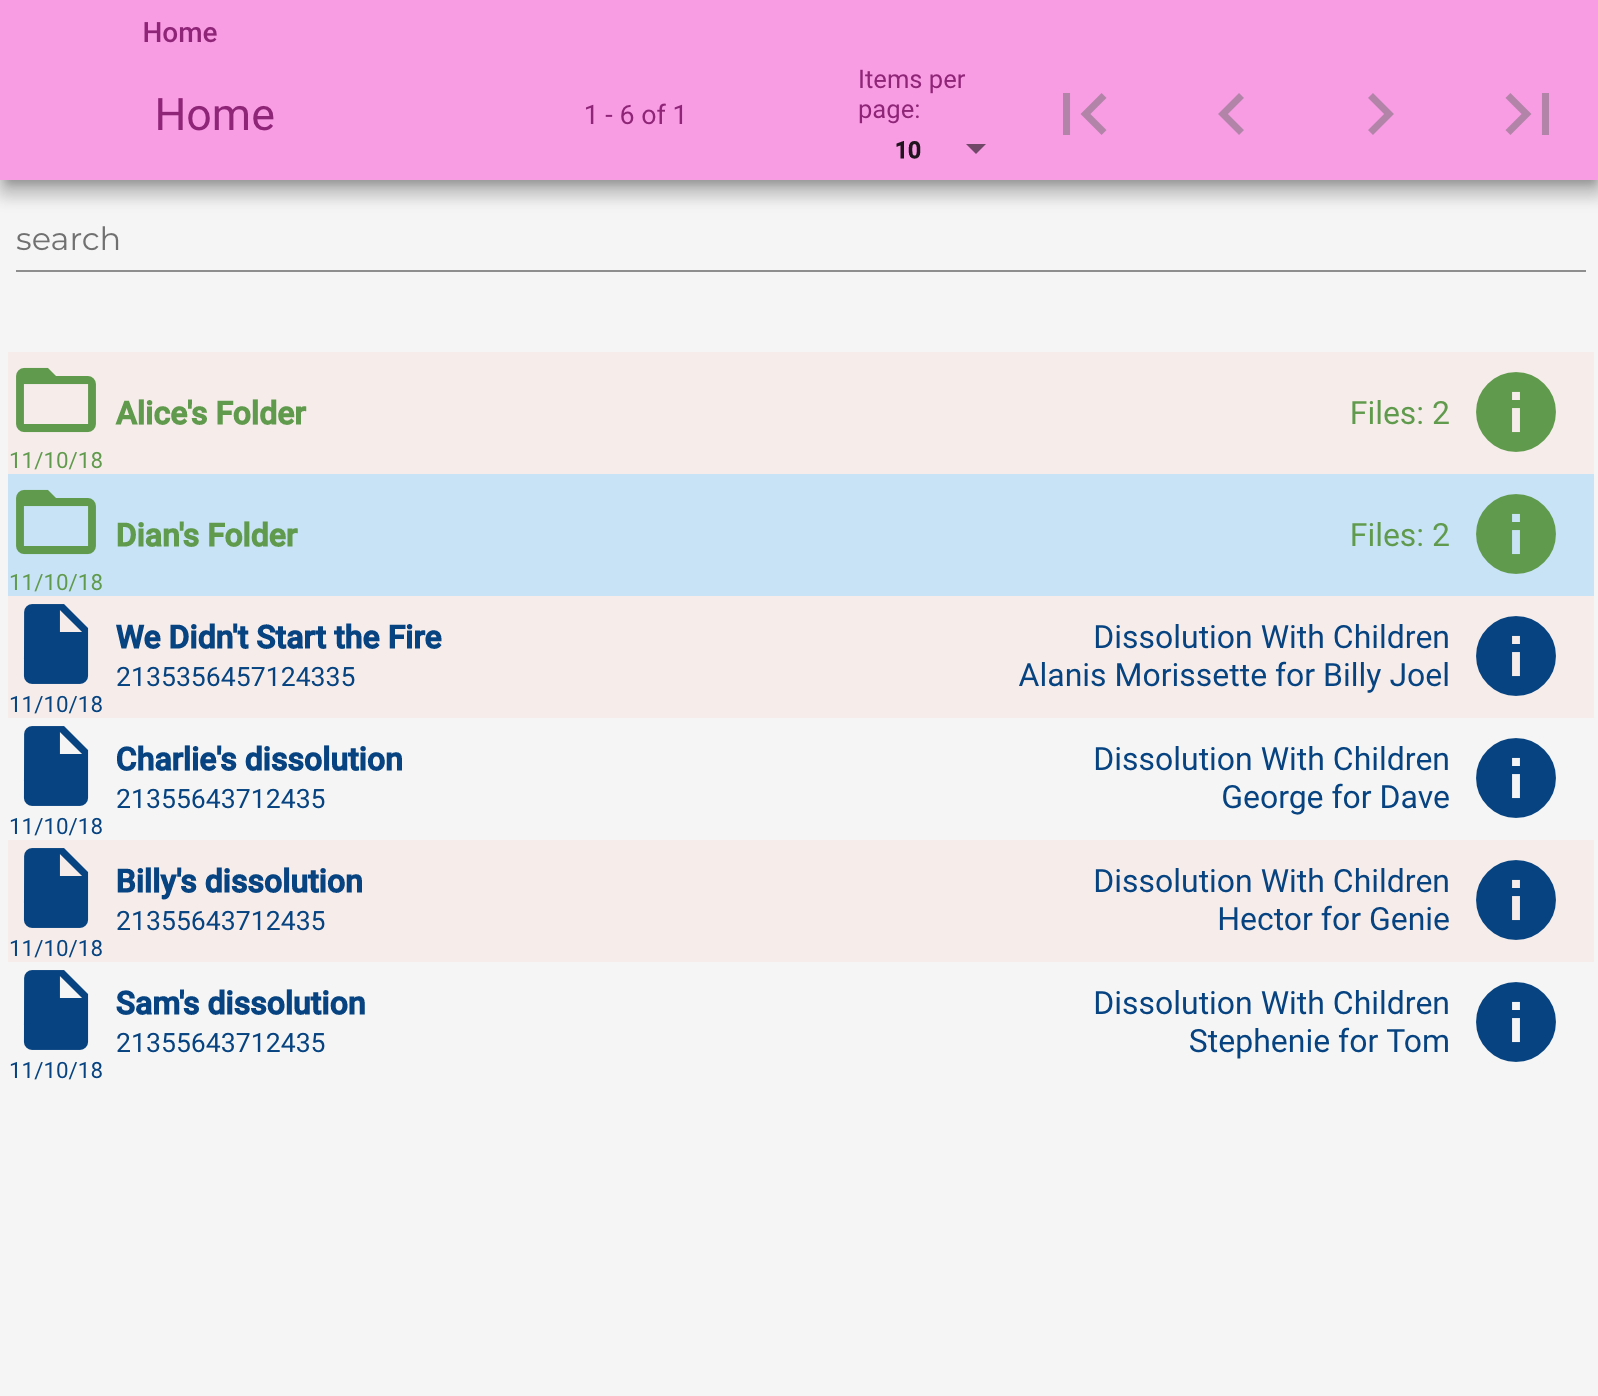 Home
Home
1 - 6 of 1
Items per
page:
10
search
Alice's Folder
Files: 2
11/10/18
Dian's Folder
Files: 2
11/10/18
We Didn't Start the Fire
Dissolution With Children
2135356457124335
Alanis Morissette for Billy Joel
11/10/18
Charlie's dissolution
Dissolution With Children
21355643712435
George for Dave
11/10/18
Billy's dissolution
Dissolution With Children
21355643712435
Hector for Genie
11/10/18
Sam's dissolution
Dissolution With Children
21355643712435
Stephenie for Tom
11/10/18